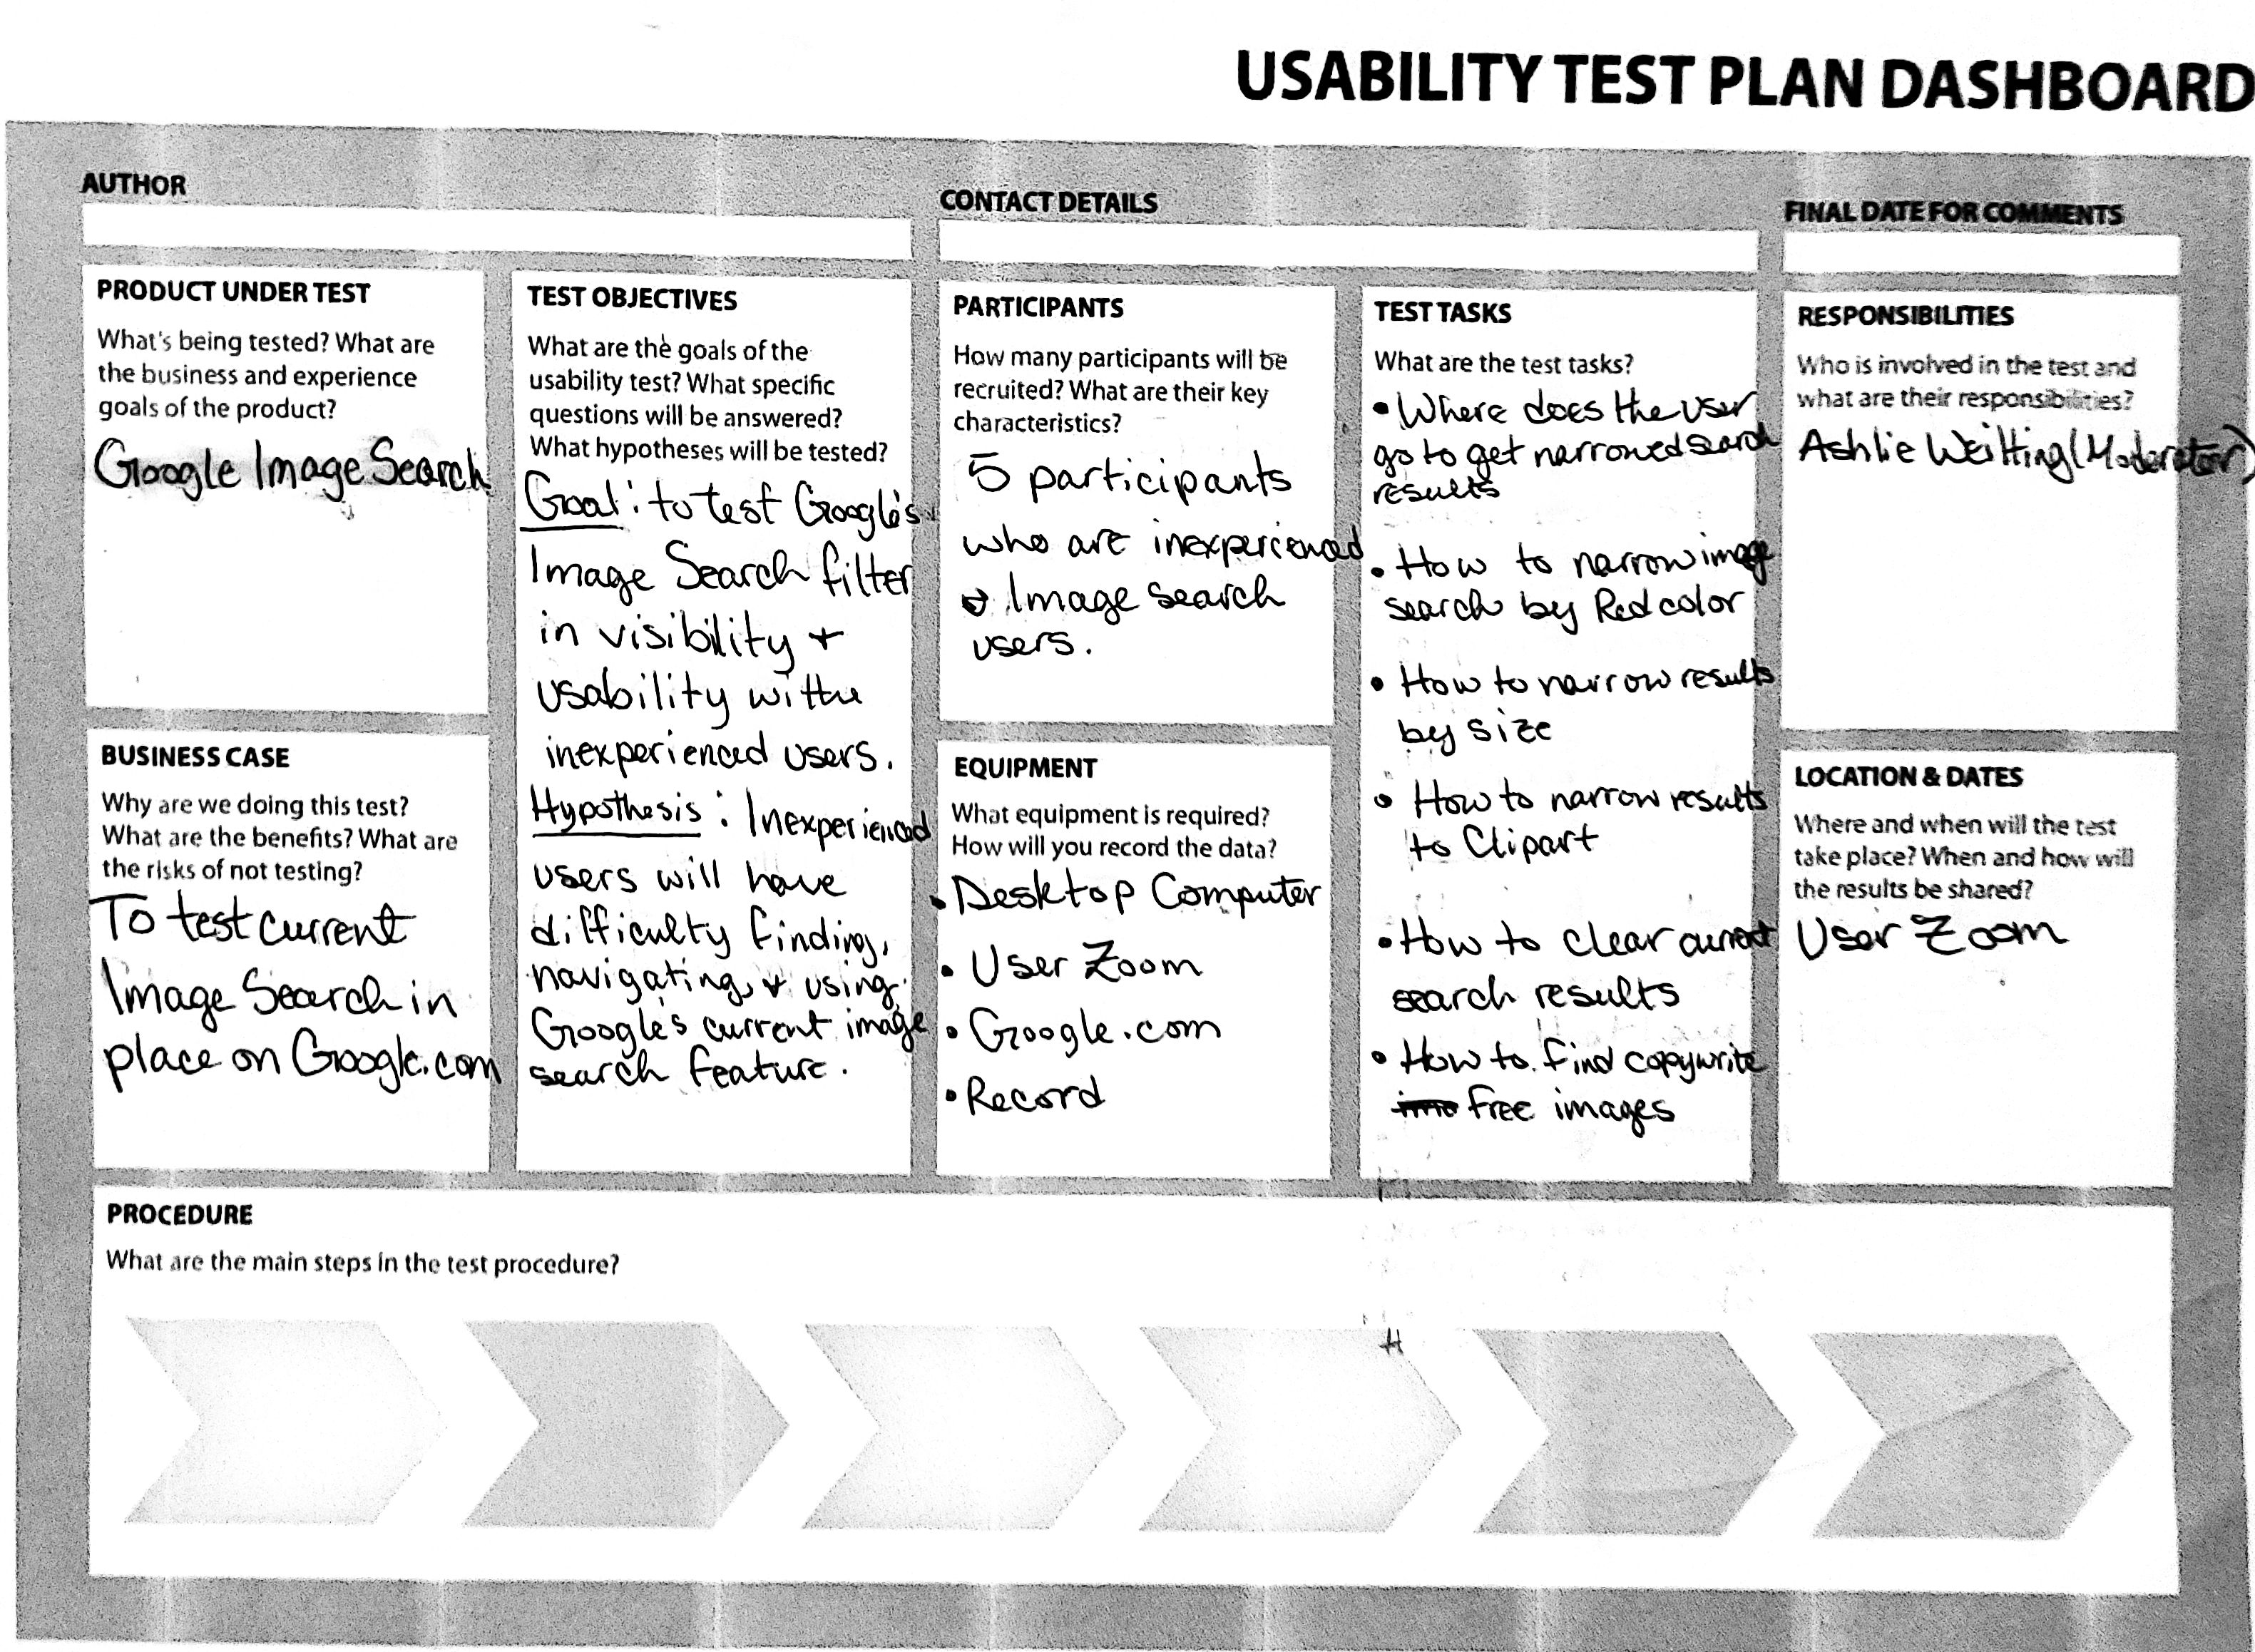 USABILITY TEST PLAN DASHBOARD
AUTHOR
CONTACT DETAILS
FINAL DATE FOR COMMENTS
PRODUCT UNDER TEST
What's being tested? What are
the business and experience
goals of the product?
Google Image Search
BUSINESS CASE
Why are we doing this test?
What are the benefits? What are
the risks of not testing?
To test current
Image Search in
place on Google.com
TEST OBJECTIVES
What are the goals of the
usability test? What specific
questions will be answered?
What hypotheses will be tested?
Goal: to test Google's
Image Search filter
in visibility +
usability withe
inexperienced users.
Hypothesis: Inexperienced
users will have
difficulty finding,
navigating, + using
Google's current image
search feature.
PARTICIPANTS
How many participants will be
recruited? What are their key
characteristics?
5 participants
who are inexperienced
Image search
users.
EQUIPMENT
What equipment is required?
How will you record the data?
• Desktop Computer
• User Zoom
• Google.com
• Record
TEST TASKS
What are the test tasks?
• Where does the user
go to get narrowed search
results
• How to narrow image
search by Red color
• How to narrow results
by size
• How to narrow results
to Clipart
• How to clear current
search results
• How to find copywrite
free images
RESPONSIBILITIES
Who is involved in the test and
what are their responsibilities?
Ashlie (Moderator)
LOCATION & DATES
Where and when will the test
take place? When and how will
the results be shared?
User Zoom
PROCEDURE
What are the main steps in the test procedure?